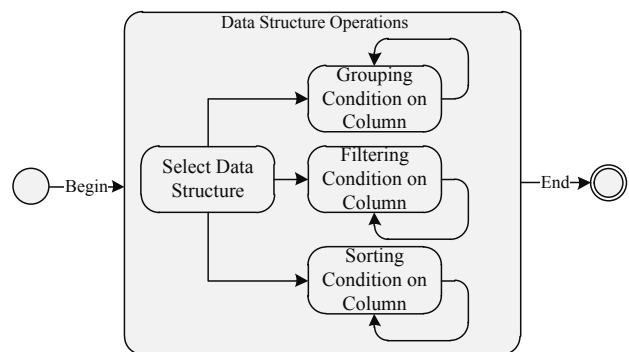 Data Structure Operations
Grouping
Condition on
Column
Begin
Select Data
Structure
Filtering
Condition on
Column
End
Sorting
Condition on
Column